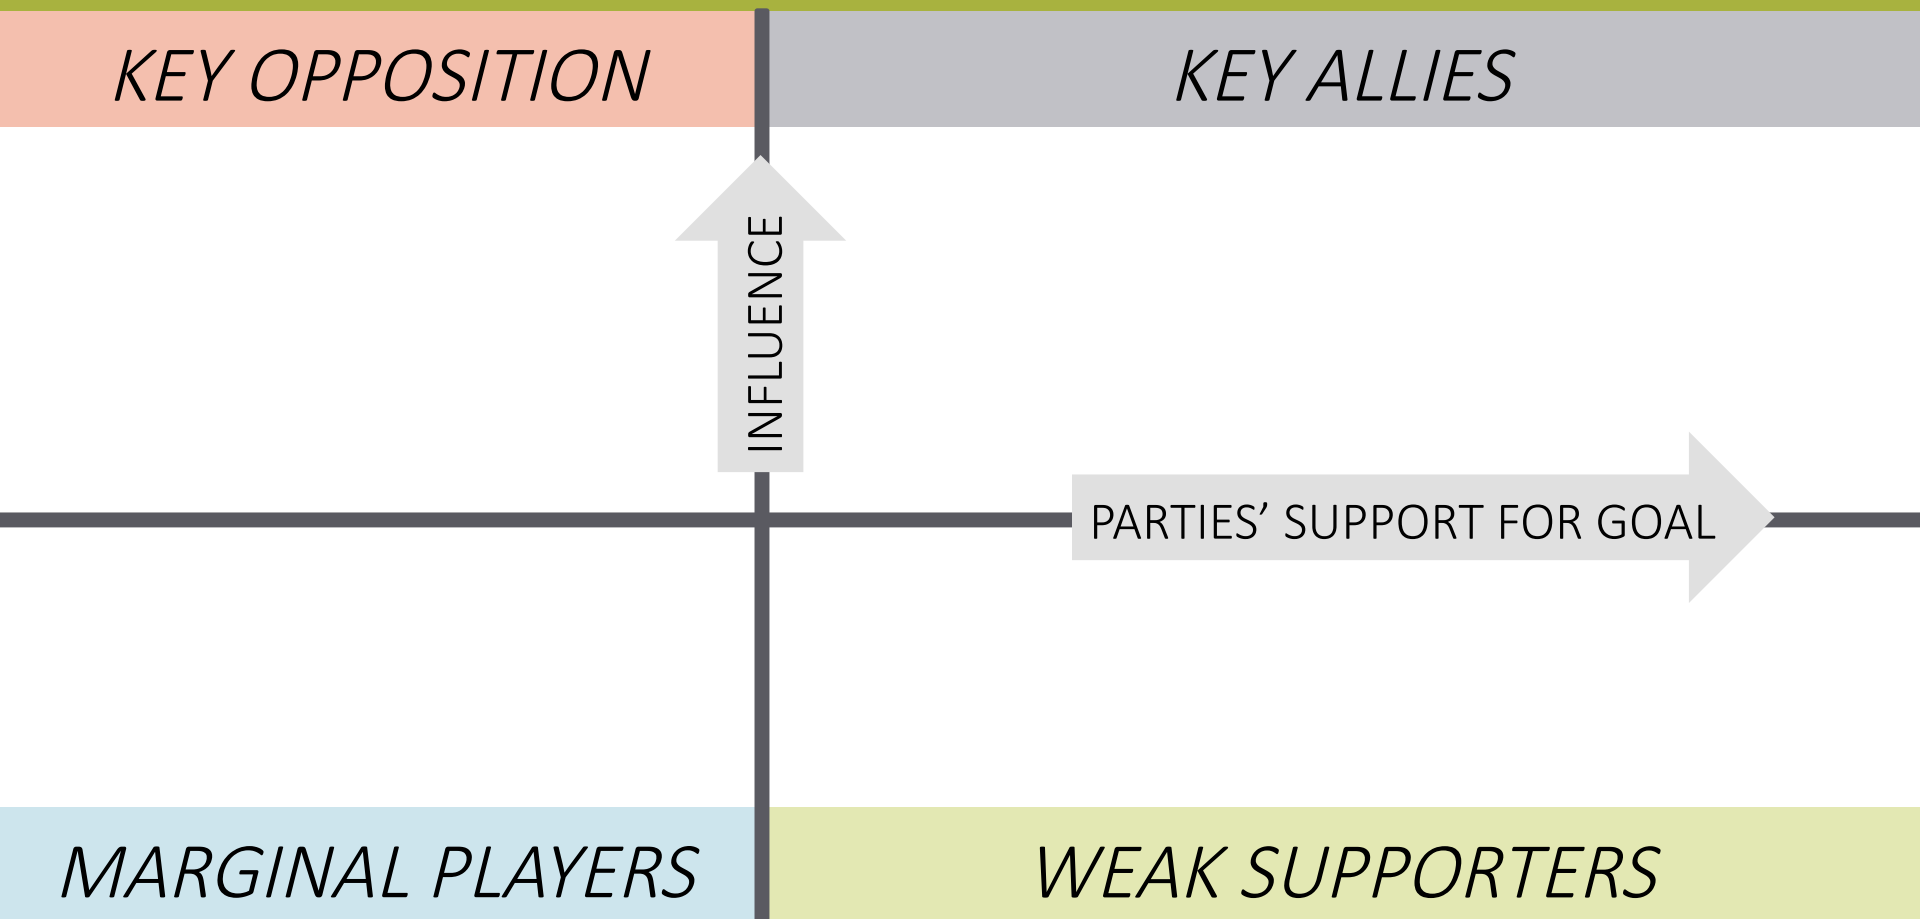 KEY OPPOSITION
KEY ALLIES
INFLUENCE
PARTIES’ SUPPORT FOR GOAL
MARGINAL PLAYERS
WEAK SUPPORTERS